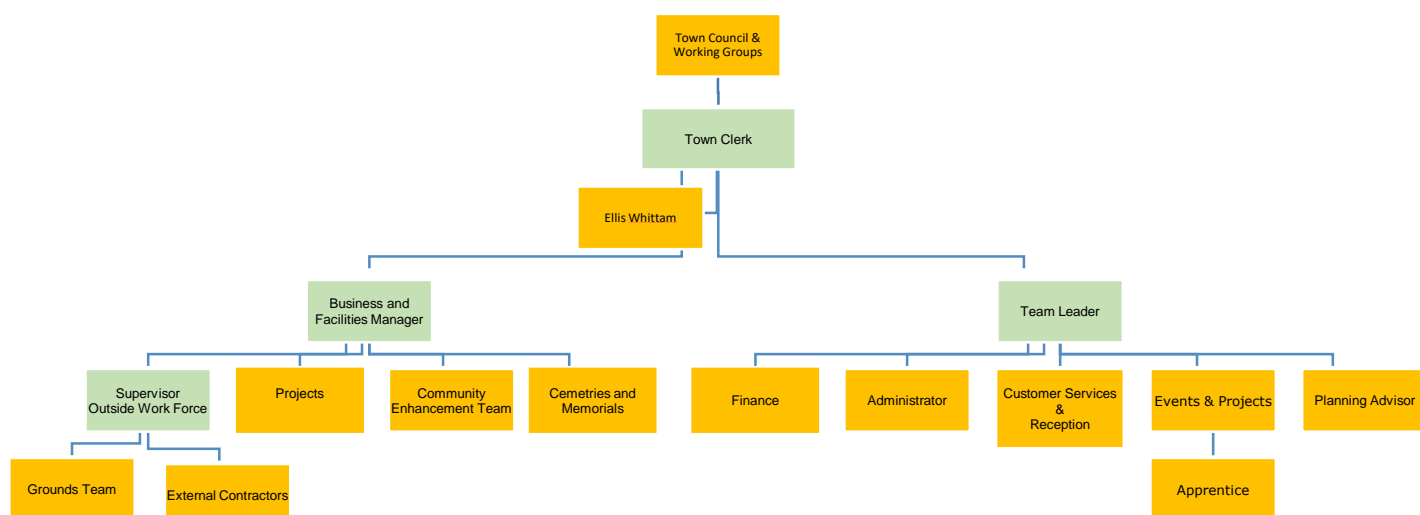 Town Council &
Working Groups
Town Clerk
Ellis Whittam
Business and
Facilities Manager
Team Leader
Supervisor
Outside Work Force
Projects
Community
Enhancement Team
Cemetries and
Memorials
Finance
Administrator
Customer Services
&
Reception
Events & Projects
Planning Advisor
Grounds Team
External Contractors
Apprentice